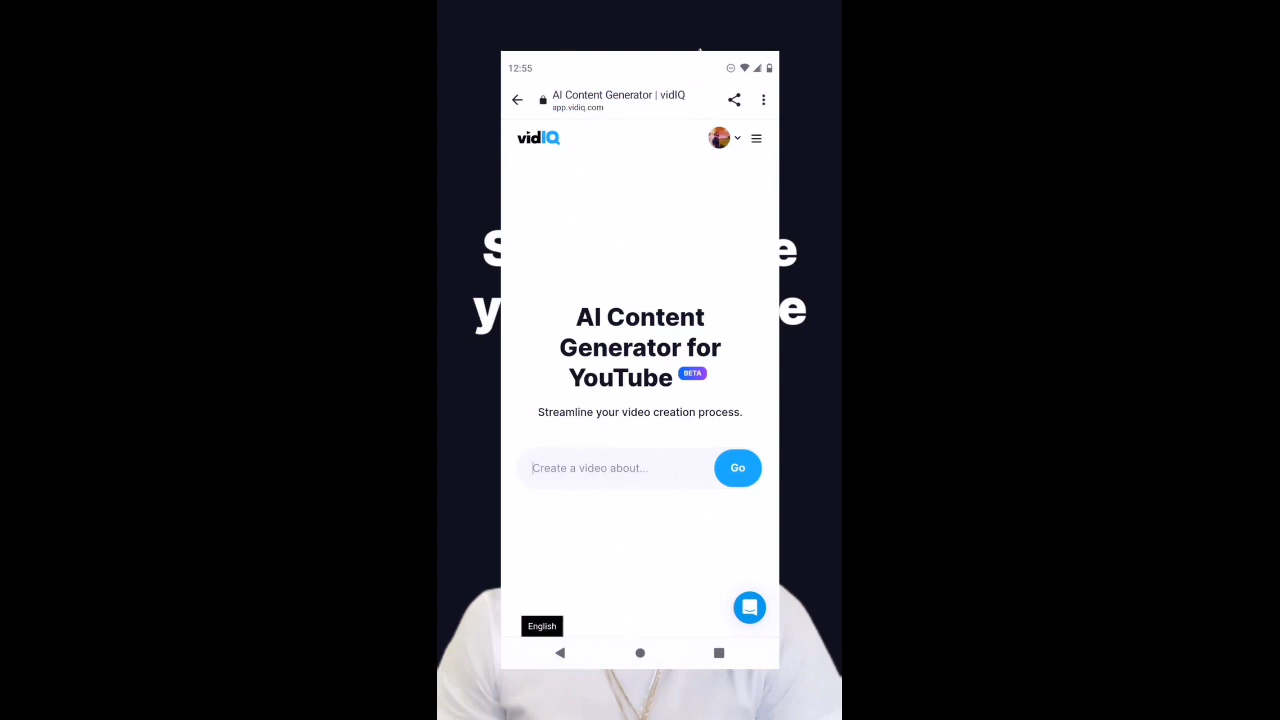 12:55
AI Content Generator | vidIQ
app.vidiq.com
vidIQ
AI Content
Generator for
YouTube BETA
Streamline your video creation process.
Create a video about...
Go
English